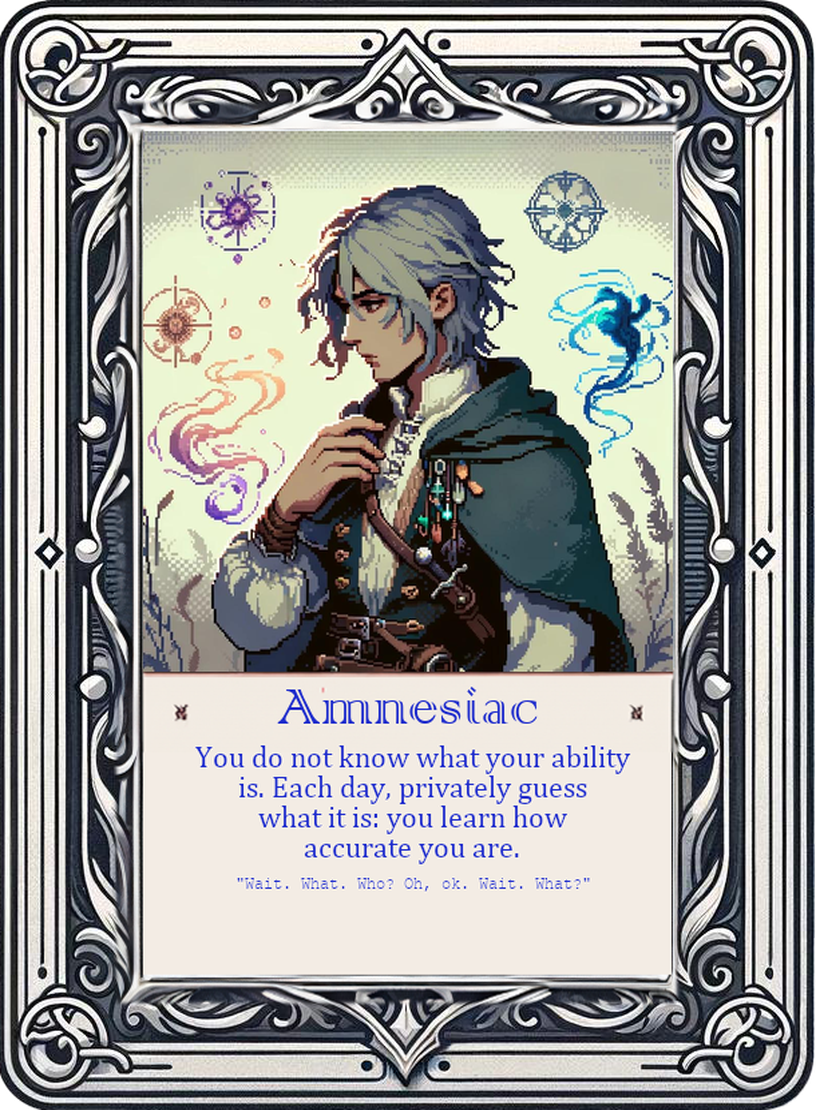 Amnesiac
You do not know what your ability
is. Each day, privately guess
what it is: you learn how
accurate you are.
"Wait. What. Who? Oh, ok. Wait. What?"